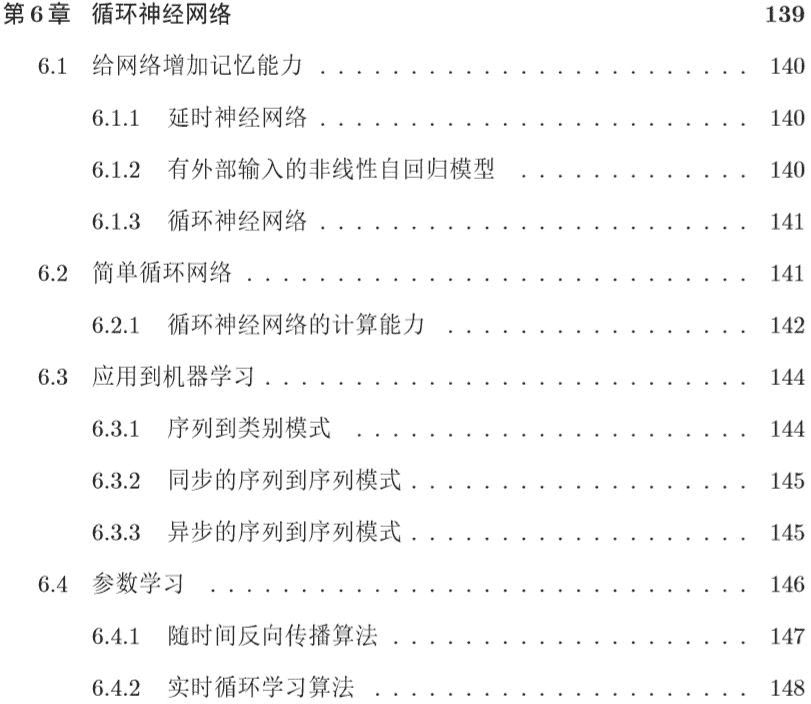 第6章 循环神经网络 139
6.1 给网络增加记忆能力 . . . . . . . . . . . . . . . . . . 140
6.1.1 延时神经网络 . . . . . . . . . . . . . . . . . . 140
6.1.2 有外部输入的非线性自回归模型 . . . . . . . . . . 140
6.1.3 循环神经网络 . . . . . . . . . . . . . . . . . . 141
6.2 简单循环网络 . . . . . . . . . . . . . . . . . . . . . 141
6.2.1 循环神经网络的计算能力 . . . . . . . . . . . . . 142
6.3 应用到机器学习 . . . . . . . . . . . . . . . . . . . . 144
6.3.1 序列到类别模式 . . . . . . . . . . . . . . . . . 144
6.3.2 同步的序列到序列模式 . . . . . . . . . . . . . . 145
6.3.3 异步的序列到序列模式 . . . . . . . . . . . . . . 145
6.4 参数学习 . . . . . . . . . . . . . . . . . . . . . . . 146
6.4.1 随时间反向传播算法 . . . . . . . . . . . . . . . 147
6.4.2 实时循环学习算法 . . . . . . . . . . . . . . . . 148